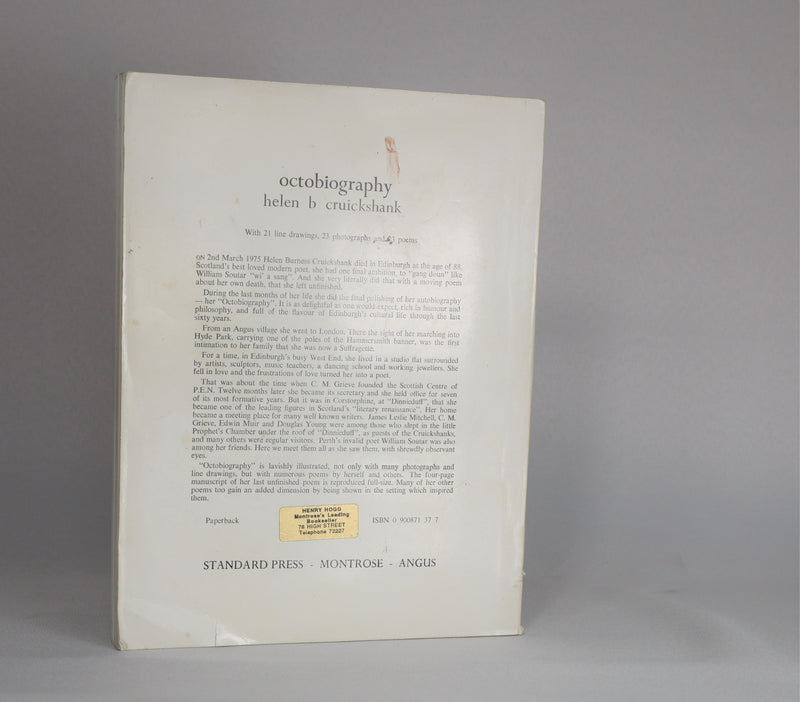 octobiography
helen b cruickshank
With 21 line drawings, 23 photographs and poems
ON 2nd March 1975 Helen Burness Cruickshank died in Edinburgh at the age of 88.
Scotland's best loved modern poet, she had one final ambition, to "gang doun" like
William Soutar "wi' a sang". And she very literally did that with a moving poem
about her own death, that she left unfinished.
During the last months of her life she did the final polishing of her autobiography
— her "Octobiography". It is as delightful as one would expect, rich in humour and
philosophy, and full of the flavour of Edinburgh's cultural life through the last
sixty years.
From an Angus village she went to London. There the sight of her marching into
Hyde Park, carrying one of the poles of the Hammersmith banner, was the first
intimation to her family that she was now a Suffragette.
For a time, in Edinburgh's busy West End, she lived in a studio flat surrounded
by artists, sculptors, music teachers, a dancing school and working jewellers. She
fell in love and the frustrations of love turned her into a poet.
That was about the time when C. M. Grieve founded the Scottish Centre of
P.E.N. Twelve months later she became its secretary and she held office for seven
of its most formative years. But it was in Corstorphine, at "Dinnieduff", that she
became one of the leading figures in Scotland's "literary renaissance". Her home
became a meeting place for many well known writers. James Leslie Mitchell, C. M.
Grieve, Edwin Muir and Douglas Young were among those who slept in the little
Prophet's Chamber under the roof of "Dinnieduff", as guests of the Cruickshanks,
and many others were regular visitors. Perth's invalid poet William Soutar was also
among her friends. Here we meet them all as she saw them, with shrewdly observant
eyes.
"Octobiography" is lavishly illustrated, not only with many photographs and
line drawings, but with numerous poems by herself and others. The four-page
manuscript of her last unfinished poem is reproduced full-size. Many of her other
poems too gain an added dimension by being shown in the setting which inspired
them.
Paperback
HENRY HOGG
Montrose's Leading
Bookseller
76 HIGH STREET
Telephone 72227
ISBN 0 900871 37 7
STANDARD PRESS - MONTROSE - ANGUS